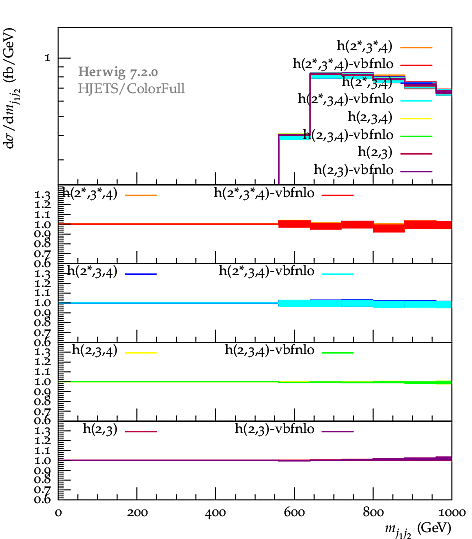 dσ/dm_{j1j2} (fb/GeV)
1
Herwig 7.2.0
HJETS/ColorFull
h(2*,3*,4)
h(2*,3*,4)-vbfnlo
h(2*,3,4)
h(2*,3,4)-vbfnlo
h(2,3,4)
h(2,3,4)-vbfnlo
h(2,3)
h(2,3)-vbfnlo
1.3 h(2*,3*,4) h(2*,3*,4)-vbfnlo
1.2
1.1
1.0
0.9
0.8
0.7
0.6
1.3 h(2*,3,4) h(2*,3,4)-vbfnlo
1.2
1.1
1.0
0.9
0.8
0.7
0.6
1.3 h(2,3,4) h(2,3,4)-vbfnlo
1.2
1.1
1.0
0.9
0.8
0.7
0.6
1.3 h(2,3) h(2,3)-vbfnlo
1.2
1.1
1.0
0.9
0.8
0.7
0.6
0 200 400 600 800 1000
m_{j1j2} (GeV)